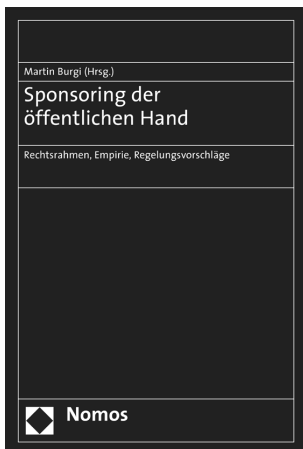 Martin Burgi (Hrsg.)
Sponsoring der
öffentlichen Hand
Rechtsrahmen, Empirie, Regelungsvorschläge
Nomos